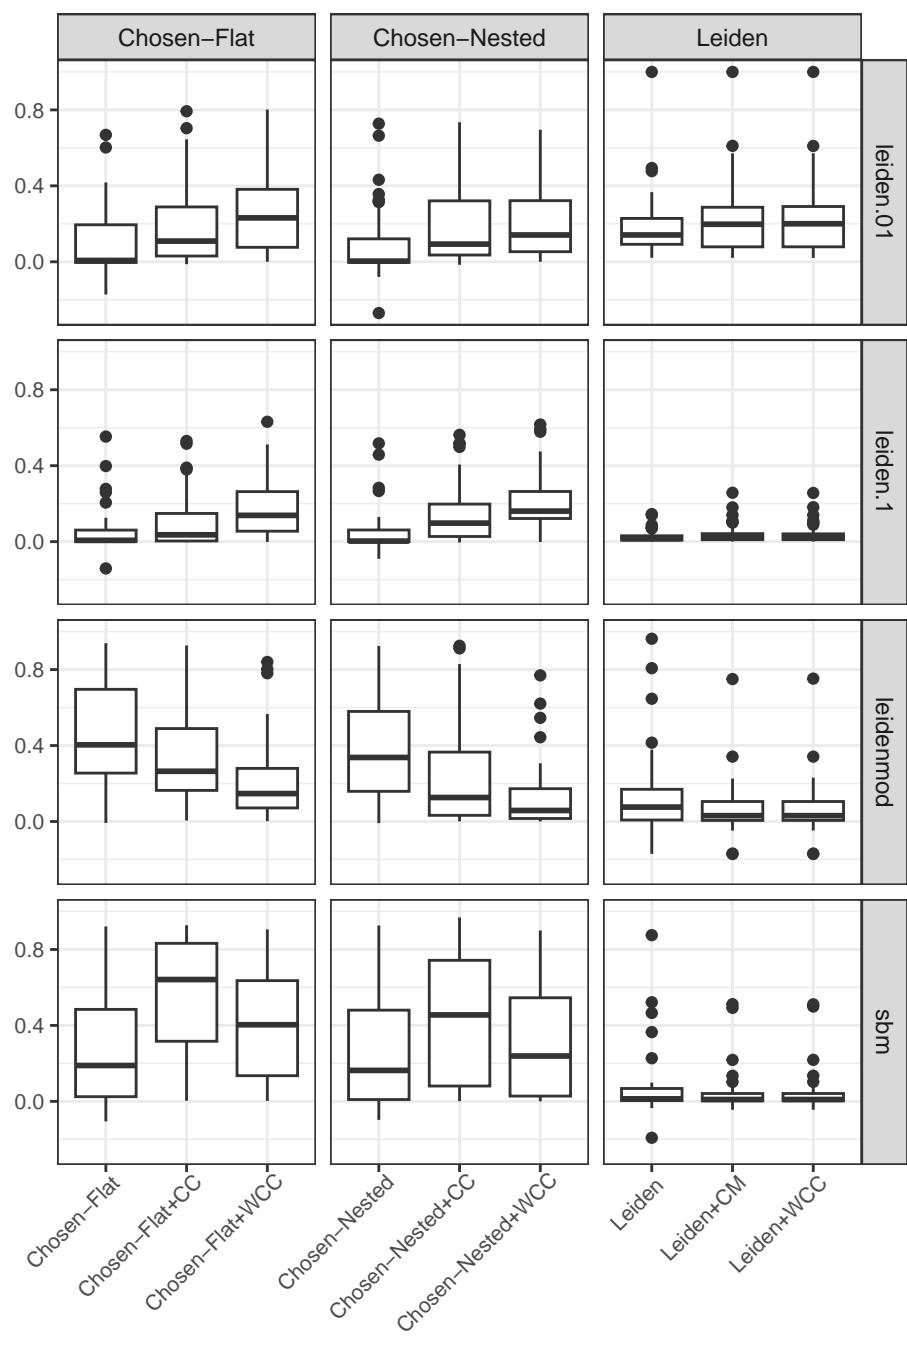 Chosen−Flat
Chosen−Nested
Leiden
0.8
0.4
0.0
leiden.01
0.8
0.4
0.0
leiden.1
0.8
0.4
0.0
leidenmod
0.8
0.4
0.0
sbm
Chosen−Flat
Chosen−Flat+CC
Chosen−Flat+WCC
Chosen−Nested
Chosen−Nested+CC
Chosen−Nested+WCC
Leiden
Leiden+CM
Leiden+WCC